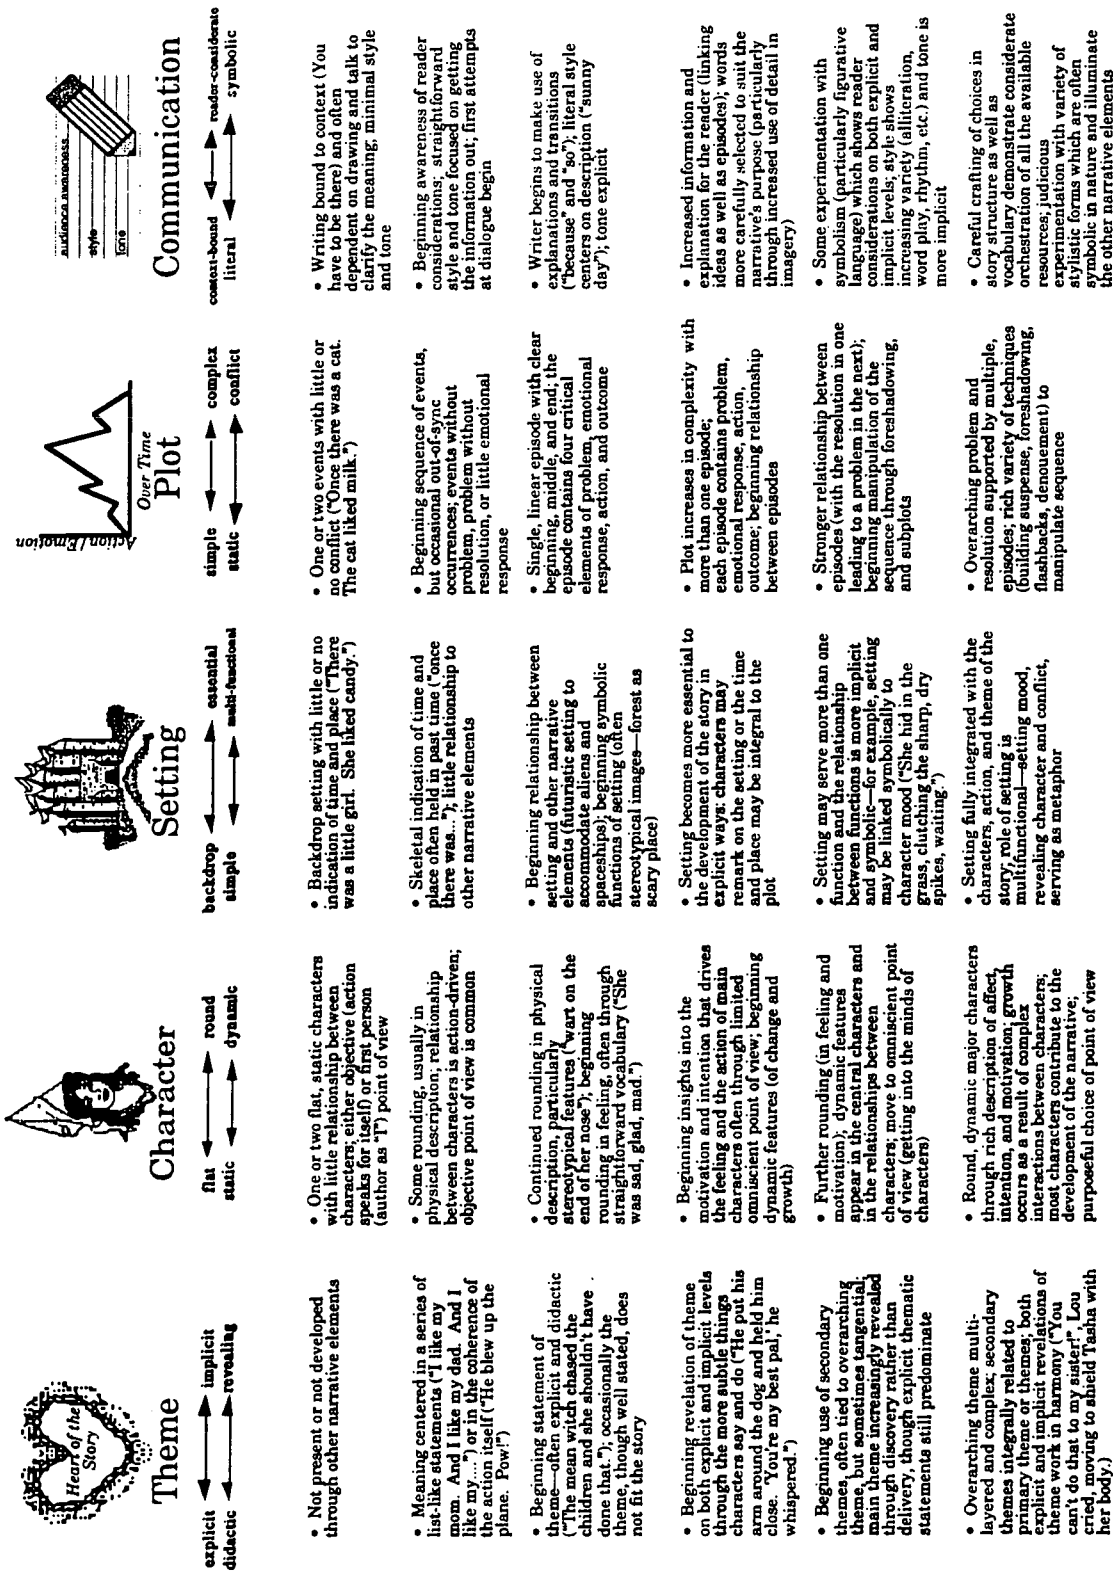 Heart of the
Story
Theme
explicit implicit
didactic revealing
• Not present or not developed
through other narrative elements
• Meaning centered in a series of
list-like statements ("I like my
mom. And I like my dad. And I
like my....") or in the coherence of
the action itself ("He blew up the
plane. Pow!")
• Beginning statement of
theme—often explicit and didactic
("The mean witch chased the
children and she shouldn't have
done that."); occasionally the
theme, though well stated, does
not fit the story
• Beginning revelation of theme
on both explicit and implicit levels
through the more subtle things
characters say and do ("He put his
arm around the dog and held him
close. 'You're my best pal,' he
whispered.")
• Beginning use of secondary
themes, often tied to overarching
theme, but sometimes tangential;
main theme increasingly revealed
through discovery rather than
delivery, though explicit thematic
statements still predominate
• Overarching theme multi-
layered and complex; secondary
themes integrally related to
primary theme or themes; both
explicit and implicit revelations of
theme work in harmony ("You
can't do that to my sister!", Lou
cried, moving to shield Tasha with
her body.)
Character
flat round
static dynamic
• One or two flat, static characters
with little relationship between
characters; either objective (action
speaks for itself) or first person
(author as "I") point of view
• Some rounding, usually in
physical description; relationship
between characters is action-driven;
objective point of view is common
• Continued rounding in physical
description, particularly
stereotypical features ("wart on the
end of her nose"); beginning
rounding in feeling, often through
straightforward vocabulary ("She
was sad, glad, mad.")
• Beginning insights into the
motivation and intention that drives
the feeling and the action of main
characters often through limited
omniscient point of view; beginning
dynamic features (of change and
growth)
• Further rounding (in feeling and
motivation); dynamic features
appear in the central characters and
in the relationships between
characters; move to omniscient point
of view (getting into the minds of
characters)
• Round, dynamic major characters
through rich description of affect,
intention, and motivation; growth
occurs as a result of complex
interactions between characters;
most characters contribute to the
development of the narrative;
purposeful choice of point of view
Setting
backdrop essential
simple multi-functional
• Backdrop setting with little or no
indication of time and place ("There
was a little girl. She liked candy.")
• Skeletal indication of time and
place often held in past time ("once
there was..."); little relationship to
other narrative elements
• Beginning relationship between
setting and other narrative
elements (futuristic setting to
accommodate aliens and
spaceships); beginning symbolic
functions of setting (often
stereotypical images—forest as
scary place)
• Setting becomes more essential to
the development of the story in
explicit ways: characters may
remark on the setting or the time
and place may be integral to the
plot
• Setting may serve more than one
function and the relationship
between functions is more implicit
and symbolic—for example, setting
may be linked symbolically to
character mood ("She hid in the
grass, clutching the sharp, dry
spikes, waiting.")
• Setting fully integrated with the
characters, action, and theme of the
story; role of setting is
multifunctional—setting mood,
revealing character and conflict,
serving as metaphor
Action/Emotion
Over Time
Plot
simple complex
static conflict
• One or two events with little or
no conflict ("Once there was a cat.
The cat liked milk.")
• Beginning sequence of events,
but occasional out-of-sync
occurrences; events without
problem, problem without
resolution, or little emotional
response
• Single, linear episode with clear
beginning, middle, and end; the
episode contains four critical
elements of problem, emotional
response, action, and outcome
• Plot increases in complexity with
more than one episode;
each episode contains problem,
emotional response, action,
outcome; beginning relationship
between episodes
• Stronger relationship between
episodes (with the resolution in one
leading to a problem in the next);
beginning manipulation of the
sequence through foreshadowing,
and subplots
• Overarching problem and
resolution supported by multiple,
episodes; rich variety of techniques
(building suspense, foreshadowing,
flashbacks, denouement) to
manipulate sequence
audience awareness
style
tone
Communication
context-bound reader-considerate
literal symbolic
• Writing bound to context (You
have to be there) and often
dependent on drawing and talk to
clarify the meaning; minimal style
and tone
• Beginning awareness of reader
considerations; straightforward
style and tone focused on getting
the information out; first attempts
at dialogue begin
• Writer begins to make use of
explanations and transitions
("because" and "so"); literal style
centers on description ("sunny
day"); tone explicit
• Increased information and
explanation for the reader (linking
ideas as well as episodes); words
more carefully selected to suit the
narrative's purpose (particularly
through increased use of detail in
imagery)
• Some experimentation with
symbolism (particularly figurative
language) which shows reader
considerations on both explicit and
implicit levels; style shows
increasing variety (alliteration,
word play, rhythm, etc.) and tone is
more implicit
• Careful crafting of choices in
story structure as well as
vocabulary demonstrate considerate
orchestration of all the available
resources; judicious
experimentation with variety of
stylistic forms which are often
symbolic in nature and illuminate
the other narrative elements